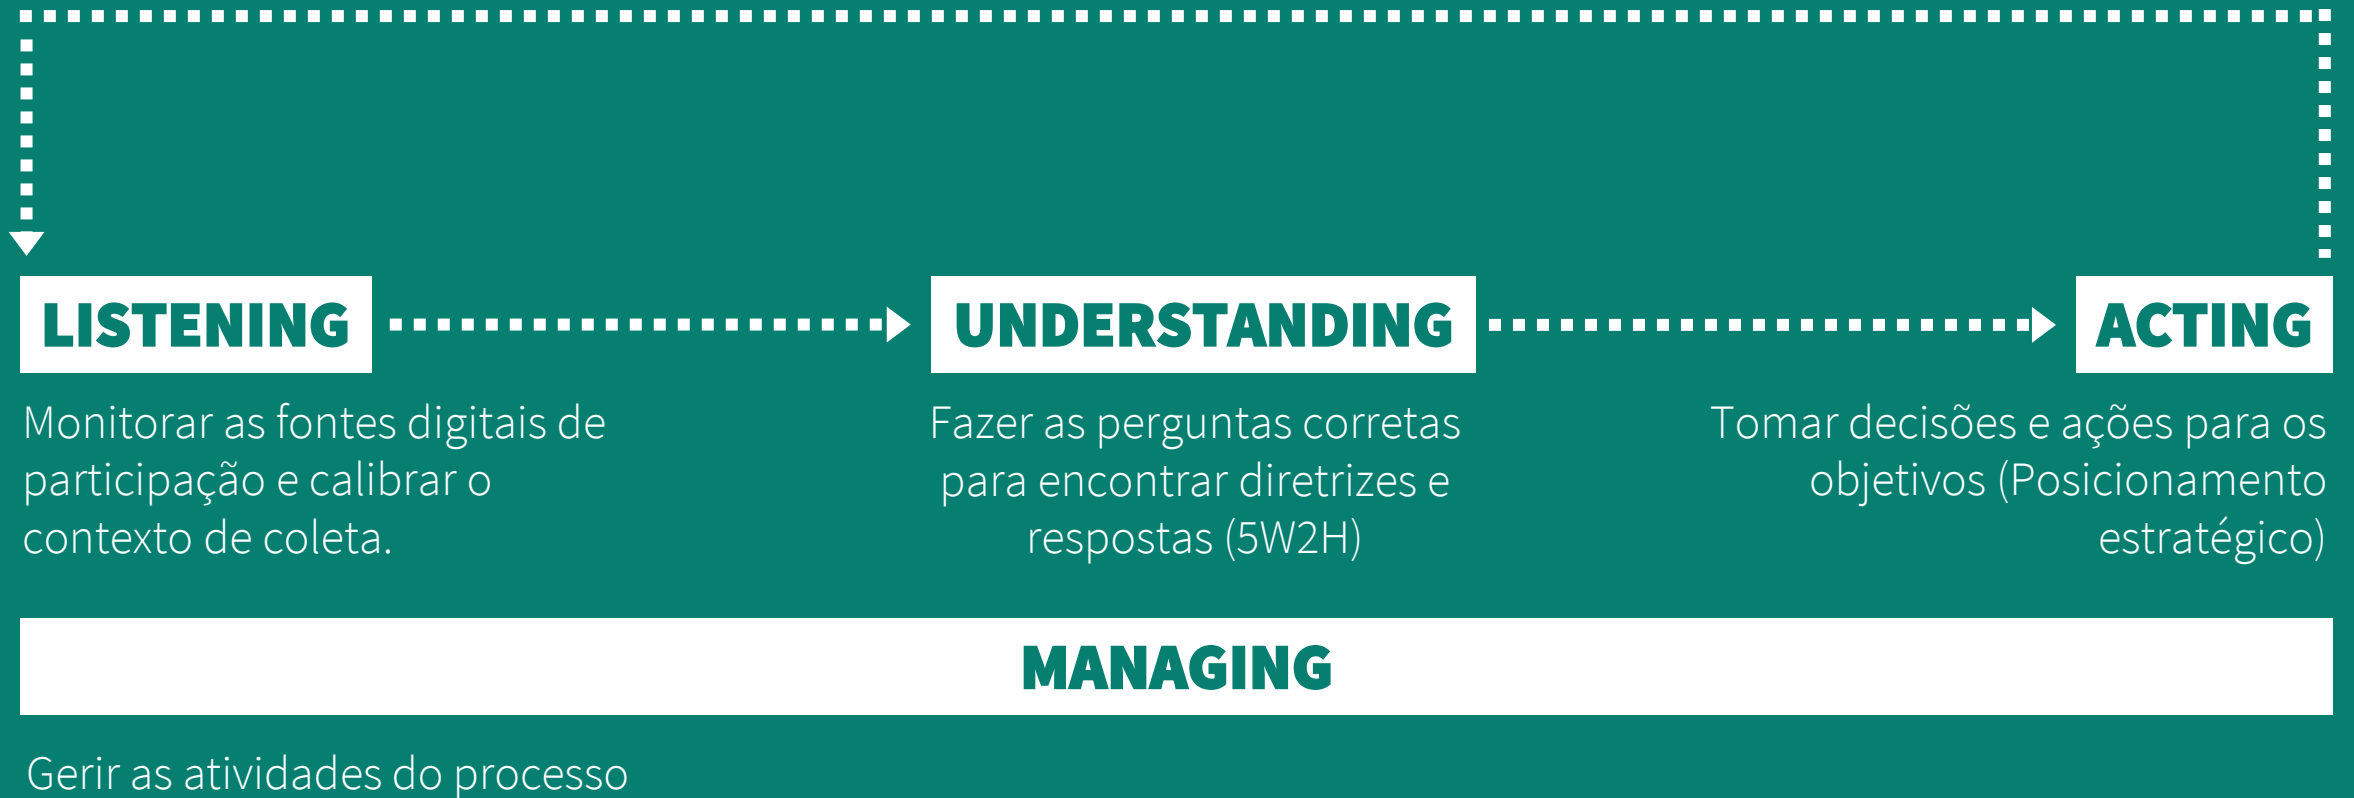 LISTENING
Monitorar as fontes digitais de
participação e calibrar o
contexto de coleta.
UNDERSTANDING
Fazer as perguntas corretas
para encontrar diretrizes e
respostas (5W2H)
ACTING
Tomar decisões e ações para os
objetivos (Posicionamento
estratégico)
MANAGING
Gerir as atividades do processo